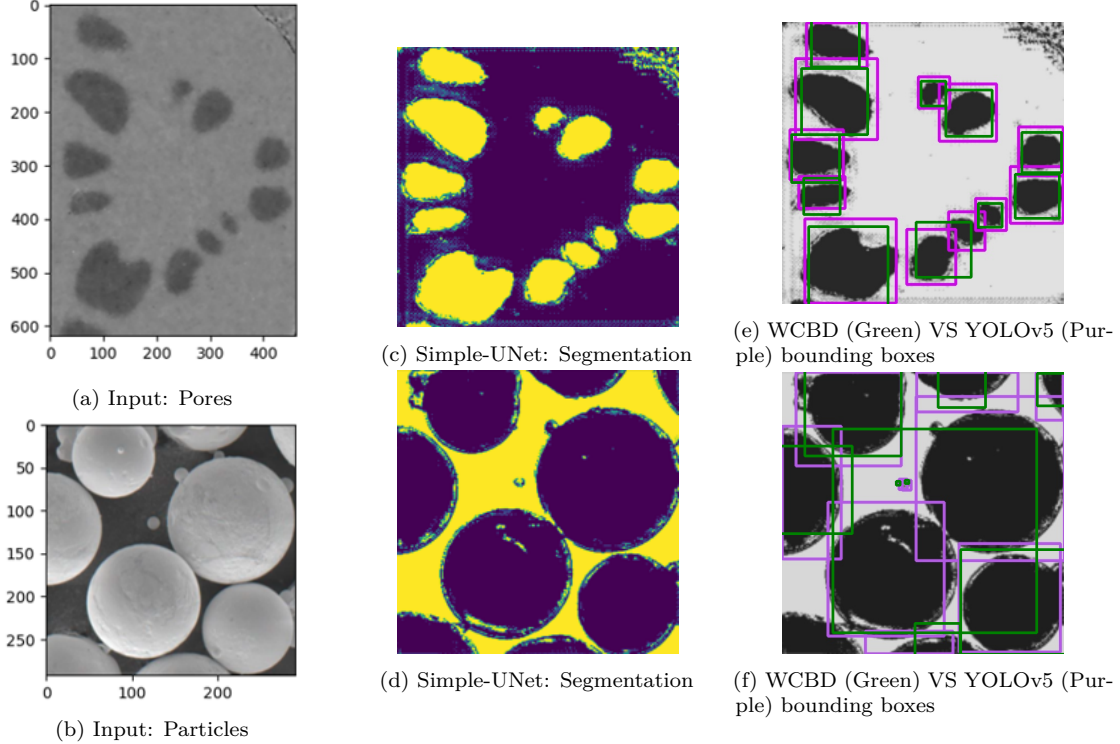 0
100
200
300
400
500
600
0 100 200 300 400
(a) Input: Pores
0
50
100
150
200
250
0 100 200
(b) Input: Particles
(c) Simple-UNet: Segmentation
(d) Simple-UNet: Segmentation
(e) WCBD (Green) VS YOLOv5 (Pur-
ple) bounding boxes
(f) WCBD (Green) VS YOLOv5 (Pur-
ple) bounding boxes